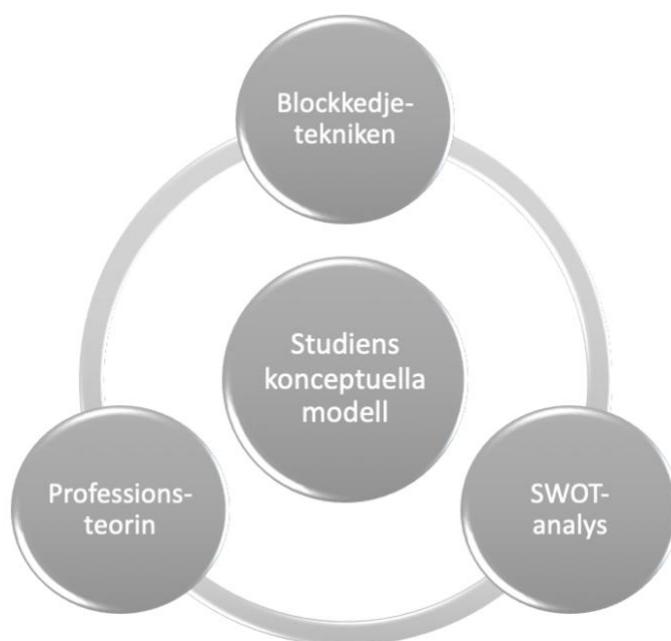 Blockkedje-
tekniken
Studiens
konceptuella
modell
Professions-
teorin
SWOT-
analys